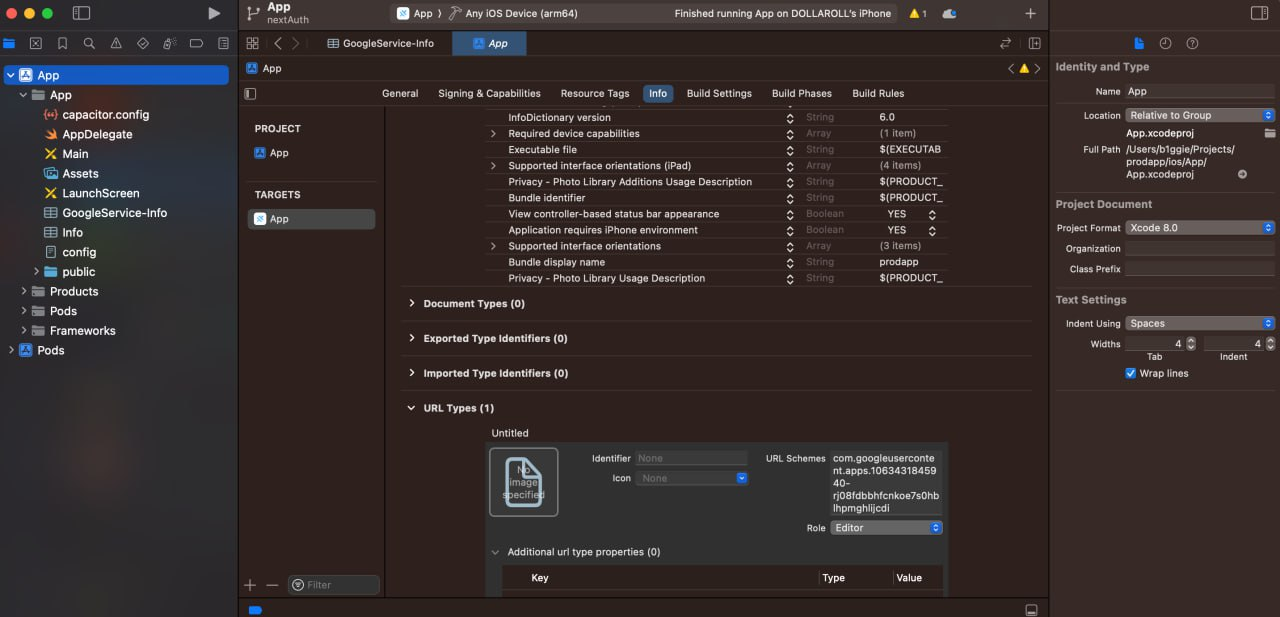 App
nextAuth
App
Any iOS Device (arm64)
Finished running App on DOLLAROLL's iPhone
1
GoogleService-Info
App
App
App
App
capacitor.config
AppDelegate
Main
Assets
LaunchScreen
GoogleService-Info
Info
config
public
Products
Pods
Frameworks
Pods
General
Signing & Capabilities
Resource Tags
Info
Build Settings
Build Phases
Build Rules
PROJECT
App
TARGETS
App
InfoDictionary version String 6.0
Required device capabilities Array (1 item)
Executable file String $(EXECUTAB
Supported interface orientations (iPad) Array (4 items)
Privacy - Photo Library Additions Usage Description String $(PRODUCT_
Bundle identifier String $(PRODUCT_
View controller-based status bar appearance Boolean YES
Application requires iPhone environment Boolean YES
Supported interface orientations Array (3 items)
Bundle display name String prodapp
Privacy - Photo Library Usage Description String $(PRODUCT_
Document Types (0)
Exported Type Identifiers (0)
Imported Type Identifiers (0)
URL Types (1)
Untitled
No
image
specified
Identifier None
Icon None
URL Schemes
com.googleuserconte
nt.apps.10634318459
40-
rj08fdbbhfcnkoe7s0hb
lhpmghlijcdi
Role Editor
Additional url type properties (0)
Key Type Value
Filter
Identity and Type
Name App
Location Relative to Group
App.xcodeproj
Full Path /Users/b1ggie/Projects/
prodapp/ios/App/
App.xcodeproj
Project Document
Project Format Xcode 8.0
Organization
Class Prefix
Text Settings
Indent Using Spaces
Widths 4 4
Tab Indent
Wrap lines